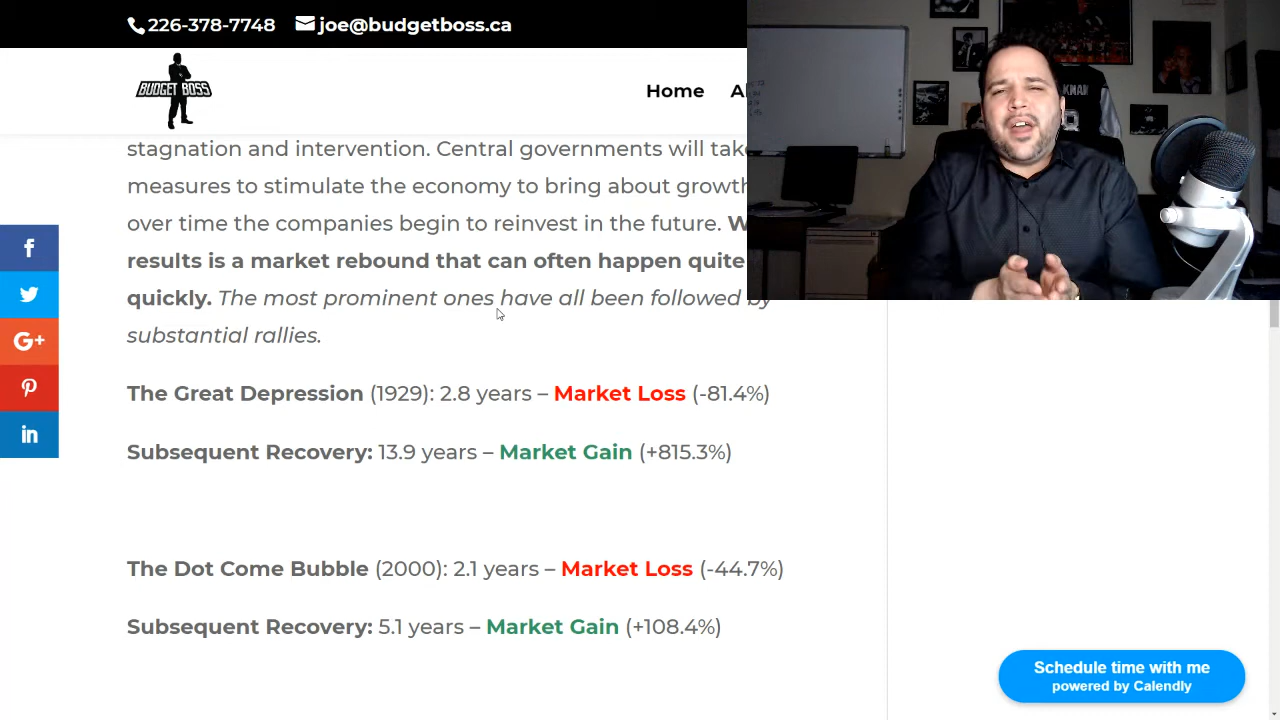 226-378-7748 joe@budgetboss.ca
BUDGET BOSS
Home A
stagnation and intervention. Central governments will take
measures to stimulate the economy to bring about growth
over time the companies begin to reinvest in the future. W
results is a market rebound that can often happen quite
quickly. The most prominent ones have all been followed by
substantial rallies.
The Great Depression (1929): 2.8 years – Market Loss (-81.4%)
Subsequent Recovery: 13.9 years – Market Gain (+815.3%)
The Dot Come Bubble (2000): 2.1 years – Market Loss (-44.7%)
Subsequent Recovery: 5.1 years – Market Gain (+108.4%)
f
G+
in
Schedule time with me
powered by Calendly